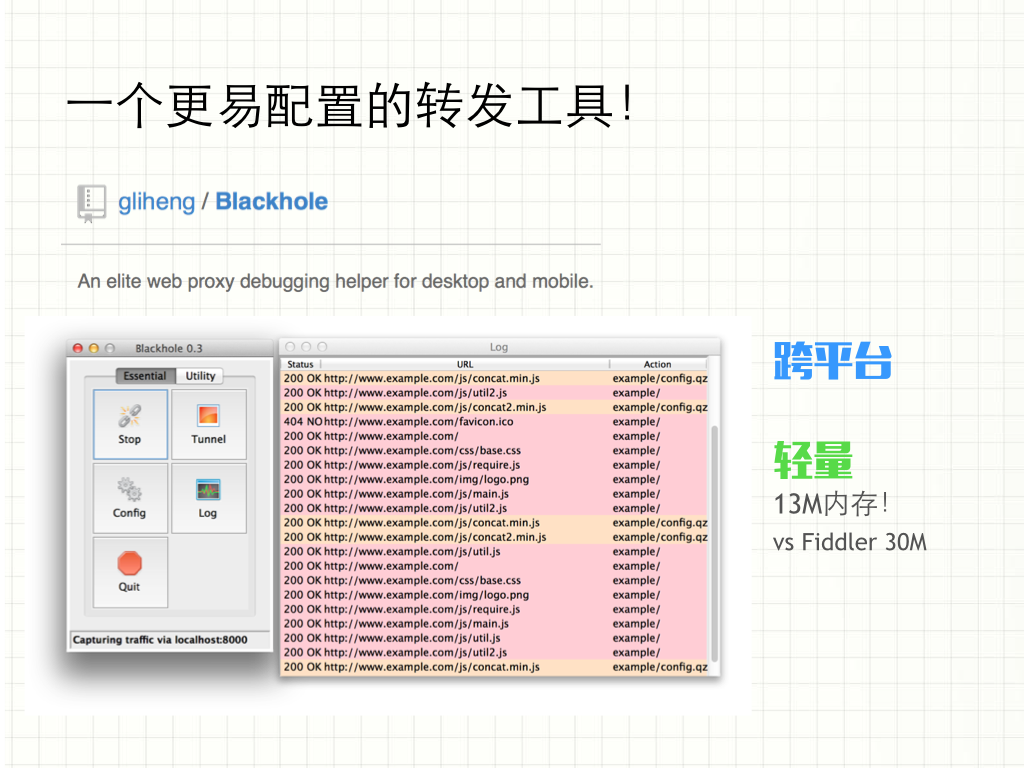 一个更易配置的转发工具！
gliheng / Blackhole
An elite web proxy debugging helper for desktop and mobile.
Blackhole 0.3
Essential Utility
Stop Tunnel
Config Log
Quit
Capturing traffic via localhost:8000
Log
Status URL Action
200 OK http://www.example.com/js/concat.min.js example/config.qz
200 OK http://www.example.com/js/util2.js example/
200 OK http://www.example.com/js/concat2.min.js example/config.qz
404 NO http://www.example.com/favicon.ico example/
200 OK http://www.example.com/ example/
200 OK http://www.example.com/css/base.css example/
200 OK http://www.example.com/js/require.js example/
200 OK http://www.example.com/img/logo.png example/
200 OK http://www.example.com/js/main.js example/
200 OK http://www.example.com/js/util2.js example/
200 OK http://www.example.com/js/concat.min.js example/config.qz
200 OK http://www.example.com/js/concat2.min.js example/config.qz
200 OK http://www.example.com/js/util.js example/
200 OK http://www.example.com/ example/
200 OK http://www.example.com/css/base.css example/
200 OK http://www.example.com/img/logo.png example/
200 OK http://www.example.com/js/require.js example/
200 OK http://www.example.com/js/main.js example/
200 OK http://www.example.com/js/util.js example/
200 OK http://www.example.com/js/util2.js example/
200 OK http://www.example.com/js/concat.min.js example/config.qz
跨平台
轻量
13M内存！
vs Fiddler 30M